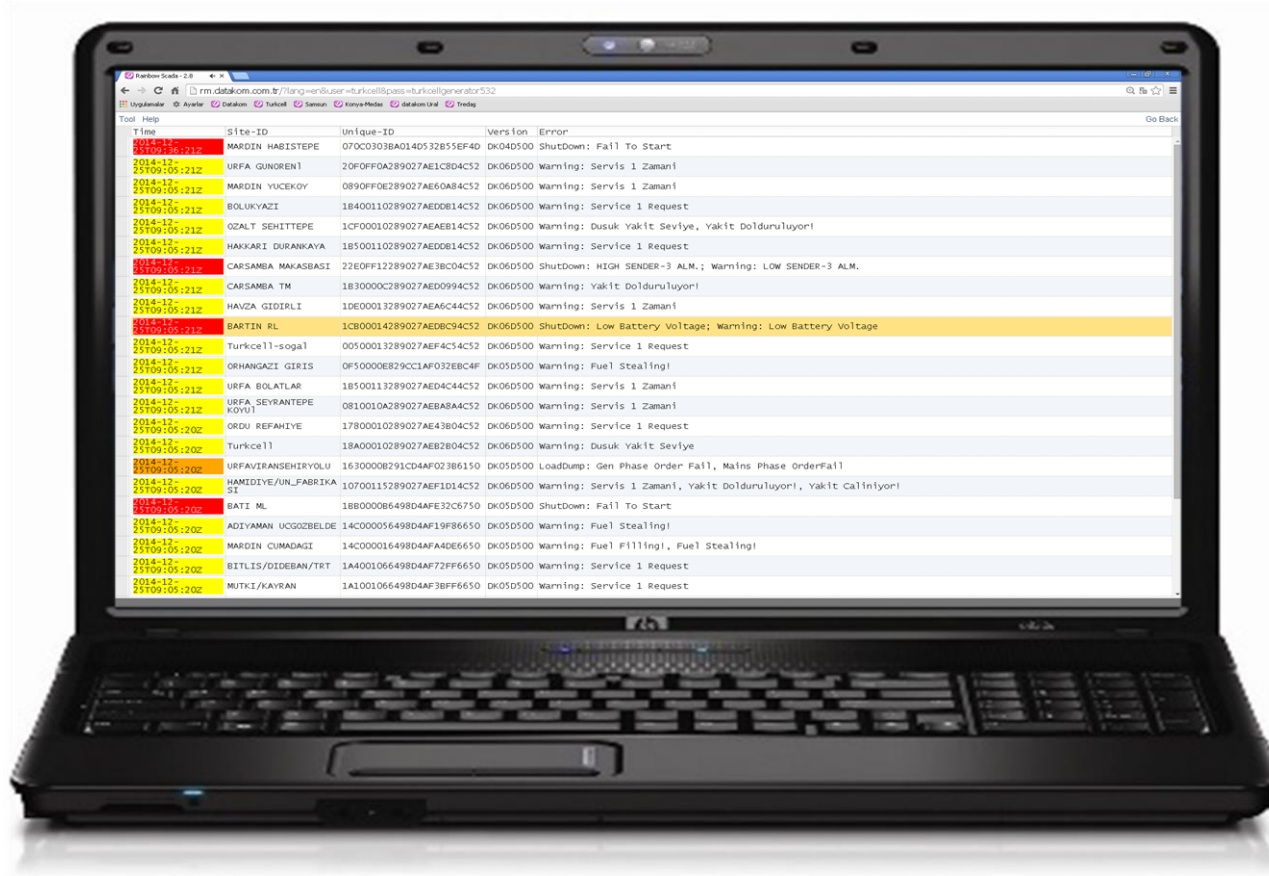 Rainbow Scada - 2.8
rm.datakom.com.tr/?lang=en&user=turkcell&pass=turkcellgenerator532
Uygulamalar Ayarlar Datakom Turkcell Samsun Konya-Medas datakom Ural Tredaş
Tool Help Go Back
Time Site-ID Unique-ID Version Error
2014-12-
25T09:36:21Z MARDIN HABISTEPE 070C0303BA014D532B55EF4D DK04D500 ShutDown: Fail To Start
2014-12-
25T09:05:21Z URFA GUNOREN1 20F0FF0A289027AE1C8D4C52 DK06D500 Warning: Servis 1 Zamani
2014-12-
25T09:05:21Z MARDIN YUCEKOY 0890FF0E289027AE60A84C52 DK06D500 Warning: Servis 1 Zamani
2014-12-
25T09:05:21Z BOLUKYAZI 1B400110289027AEDDB14C52 DK06D500 Warning: Service 1 Request
2014-12-
25T09:05:21Z OZALT SEHITTEPE 1CF00010289027AEAEB14C52 DK06D500 Warning: Dusuk Yakit Seviye, Yakit Dolduruluyor!
2014-12-
25T09:05:21Z HAKKARI DURANKAYA 1B500110289027AEDDB14C52 DK06D500 Warning: Service 1 Request
2014-12-
25T09:05:21Z CARSAMBA MAKASBASI 22E0FF12289027AE3BC04C52 DK06D500 ShutDown: HIGH SENDER-3 ALM.; Warning: LOW SENDER-3 ALM.
2014-12-
25T09:05:21Z CARSAMBA TM 1B30000C289027AED0994C52 DK06D500 Warning: Yakit Dolduruluyor!
2014-12-
25T09:05:21Z HAVZA GIDIRLI 1DE00013289027AEA6C44C52 DK06D500 Warning: Servis 1 Zamani
2014-12-
25T09:05:21Z BARTIN RL 1CB00014289027AEDBC94C52 DK06D500 ShutDown: Low Battery Voltage; Warning: Low Battery Voltage
2014-12-
25T09:05:21Z Turkcell-sogal 00500013289027AEF4C54C52 DK06D500 Warning: Service 1 Request
2014-12-
25T09:05:21Z ORHANGAZI GIRIS 0F50000E829CC1AF032EBC4F DK05D500 Warning: Fuel Stealing!
2014-12-
25T09:05:21Z URFA BOLATLAR 1B500113289027AED4C44C52 DK06D500 Warning: Servis 1 Zamani
2014-12-
25T09:05:21Z URFA SEYRANTEPE KOYU1 0810010A289027AEBA8A4C52 DK06D500 Warning: Servis 1 Zamani
2014-12-
25T09:05:20Z ORDU REFAHIYE 17800010289027AE43B04C52 DK06D500 Warning: Service 1 Request
2014-12-
25T09:05:20Z Turkcell 18A00010289027AEB2B04C52 DK06D500 Warning: Dusuk Yakit Seviye
2014-12-
25T09:05:20Z URFAVIRANSEHIRYOLU 1630000B291CD4AF023B6150 DK05D500 LoadDump: Gen Phase Order Fail, Mains Phase OrderFail
2014-12-
25T09:05:20Z HAMIDIYE/UN_FABRIKASI 10700115289027AEF1D14C52 DK06D500 Warning: Servis 1 Zamani, Yakit Dolduruluyor!, Yakit Caliniyor!
2014-12-
25T09:05:20Z BATI ML 1BB0000B6498D4AFE32C6750 DK05D500 ShutDown: Fail To Start
2014-12-
25T09:05:20Z ADIYAMAN UCGOZBELDE 14C000056498D4AF19F86650 DK05D500 Warning: Fuel Stealing!
2014-12-
25T09:05:20Z MARDIN CUMADAGI 14C000016498D4AFA4DE6650 DK05D500 Warning: Fuel Filling!, Fuel Stealing!
2014-12-
25T09:05:20Z BITLIS/DIDEBAN/TRT 1A4001066498D4AF72FF6650 DK05D500 Warning: Service 1 Request
2014-12-
25T09:05:20Z MUTKI/KAYRAN 1A1001066498D4AF3BFF6650 DK05D500 Warning: Service 1 Request
hp